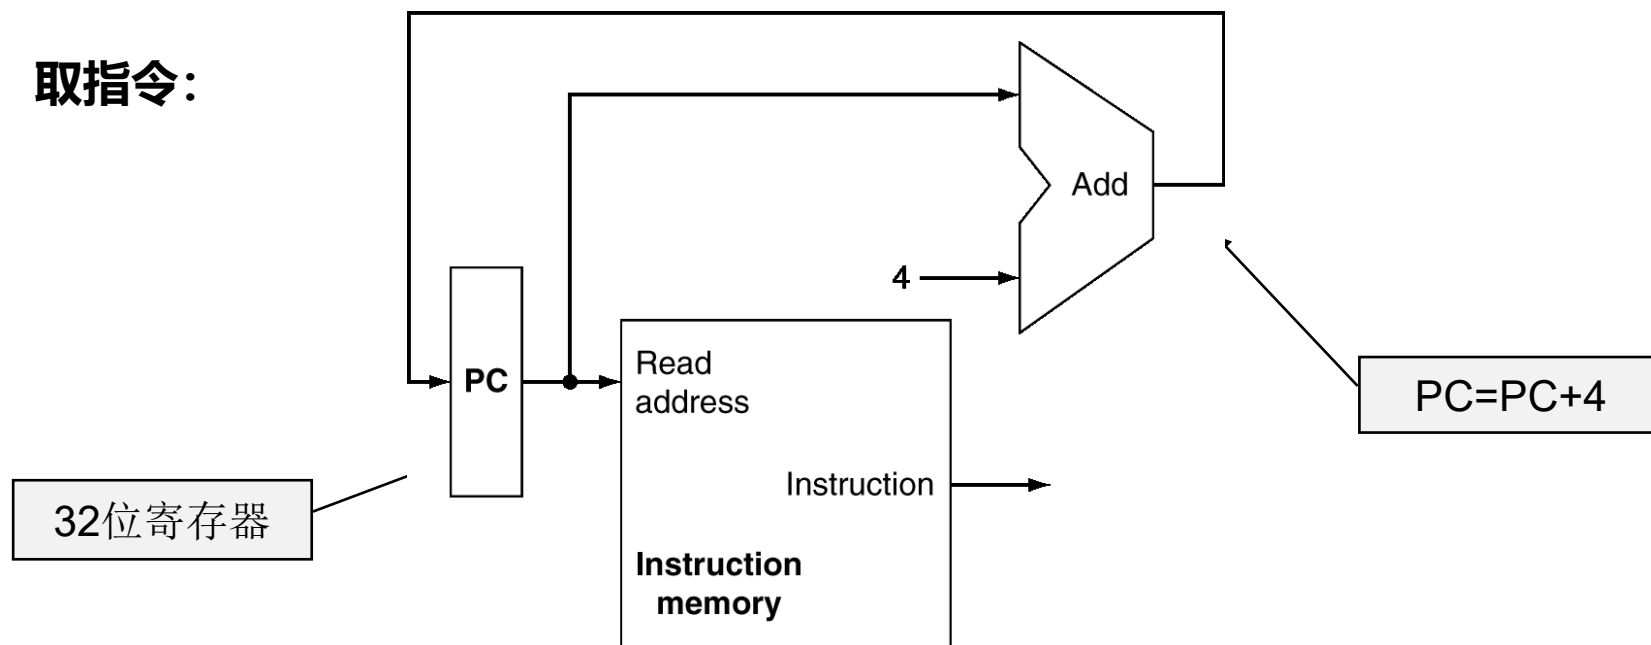 取指令：
Add
4
PC
Read
address
PC=PC+4
Instruction
32位寄存器
Instruction
memory